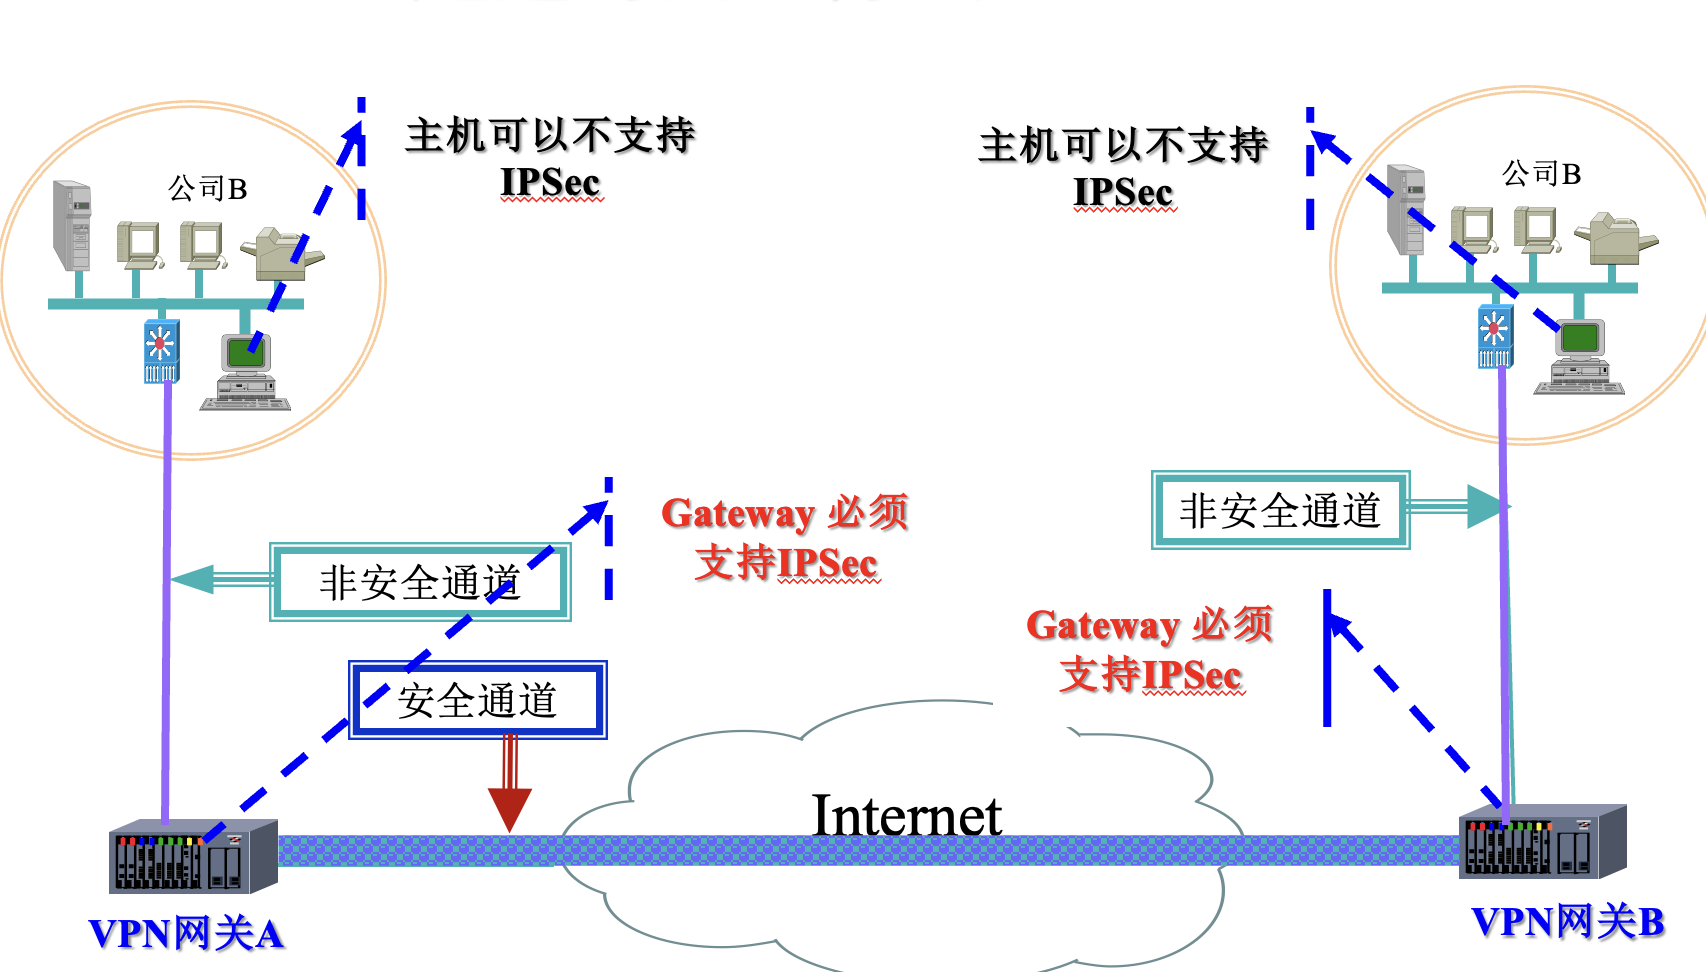 主机可以不支持
IPSec
公司B
主机可以不支持
IPSec
公司B
Gateway 必须
支持IPSec
非安全通道
非安全通道
Gateway 必须
支持IPSec
安全通道
Internet
VPN网关A
VPN网关B